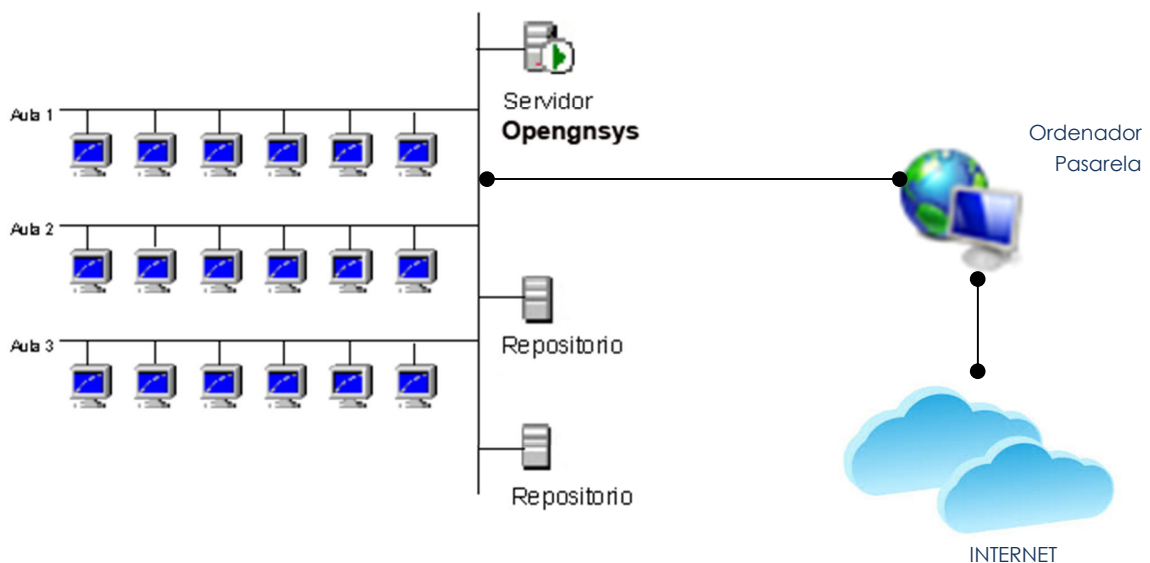 Servidor
Opengnsys
Aula 1
Ordenador
Pasarela
Aula 2
Repositorio
Aula 3
Repositorio
INTERNET